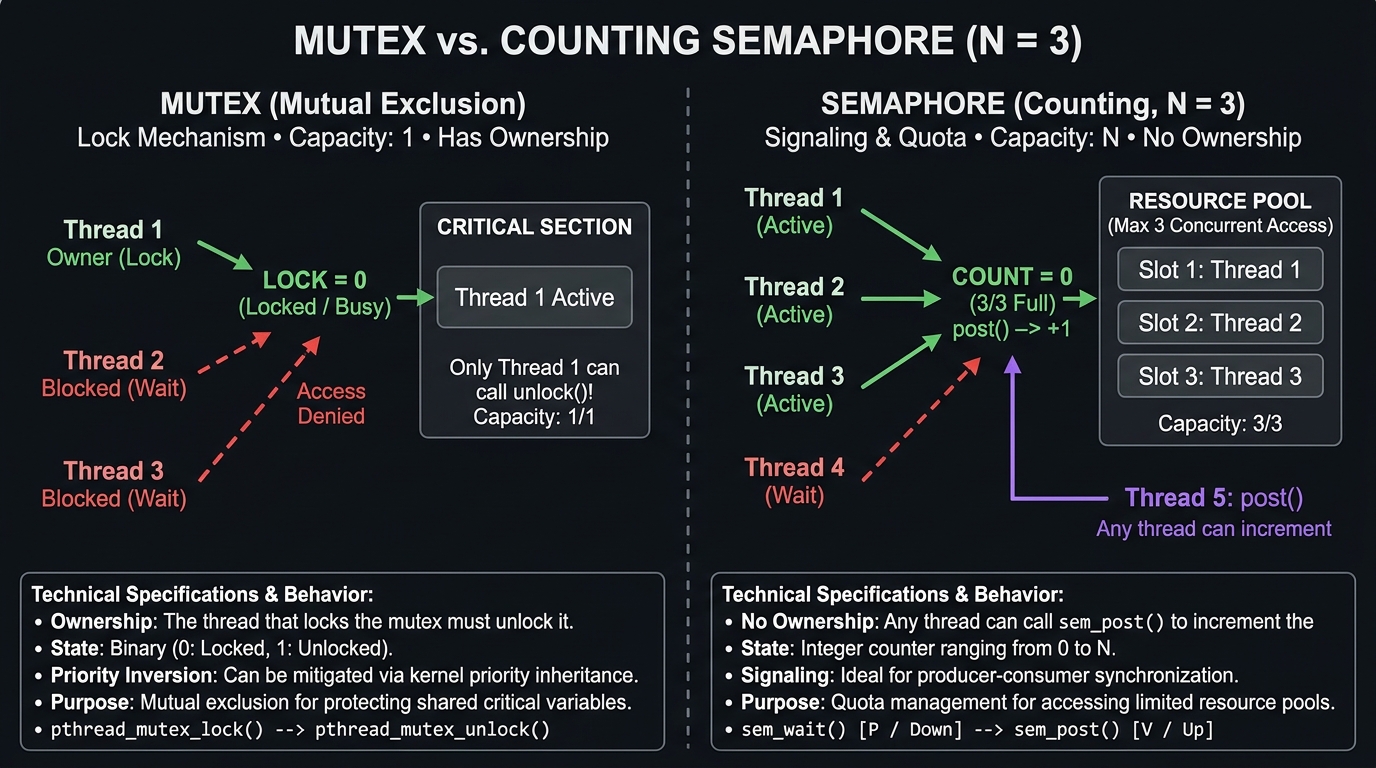 MUTEX vs. COUNTING SEMAPHORE (N = 3)
MUTEX (Mutual Exclusion)
Lock Mechanism • Capacity: 1 • Has Ownership
Thread 1
Owner (Lock)
LOCK = 0
(Locked / Busy)
Thread 2
Blocked (Wait)
Access
Denied
Thread 3
Blocked (Wait)
CRITICAL SECTION
Thread 1 Active
Only Thread 1 can
call unlock()!
Capacity: 1/1
Technical Specifications & Behavior:
• Ownership: The thread that locks the mutex must unlock it.
• State: Binary (0: Locked, 1: Unlocked).
• Priority Inversion: Can be mitigated via kernel priority inheritance.
• Purpose: Mutual exclusion for protecting shared critical variables.
• pthread_mutex_lock() --> pthread_mutex_unlock()
SEMAPHORE (Counting, N = 3)
Signaling & Quota • Capacity: N • No Ownership
Thread 1
(Active)
Thread 2
(Active)
Thread 3
(Active)
Thread 4
(Wait)
COUNT = 0
(3/3 Full)
post() –> +1
RESOURCE POOL
(Max 3 Concurrent Access)
Slot 1: Thread 1
Slot 2: Thread 2
Slot 3: Thread 3
Capacity: 3/3
Thread 5: post()
Any thread can increment
Technical Specifications & Behavior:
• No Ownership: Any thread can call sem_post() to increment the
• State: Integer counter ranging from 0 to N.
• Signaling: Ideal for producer-consumer synchronization.
• Purpose: Quota management for accessing limited resource pools.
• sem_wait() [P / Down] --> sem_post() [V / Up]